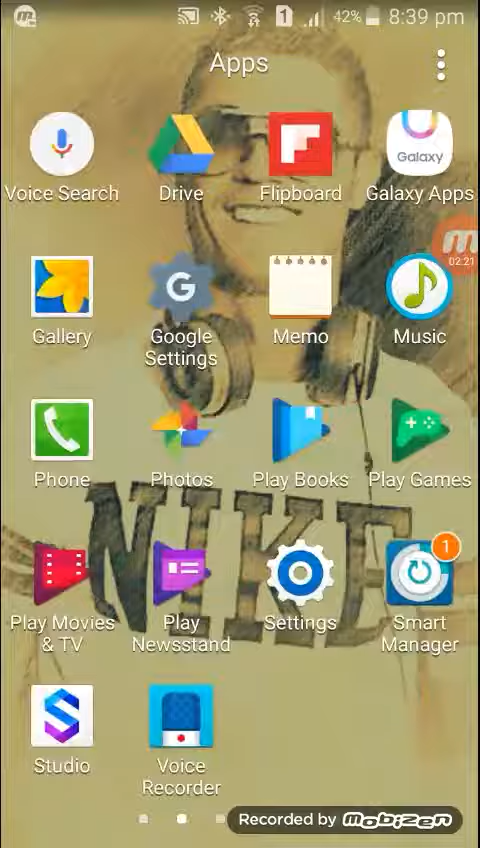 1
42%
8:39 pm
Apps
Voice Search
Drive
Flipboard
Galaxy
Galaxy Apps
02:21
Gallery
G
Google
Settings
Memo
Music
Phone
Photos
Play Books
Play Games
NIKE
Play Movies
& TV
Play
Newsstand
Settings
1
Smart
Manager
Studio
Voice
Recorder
Recorded by mobizen